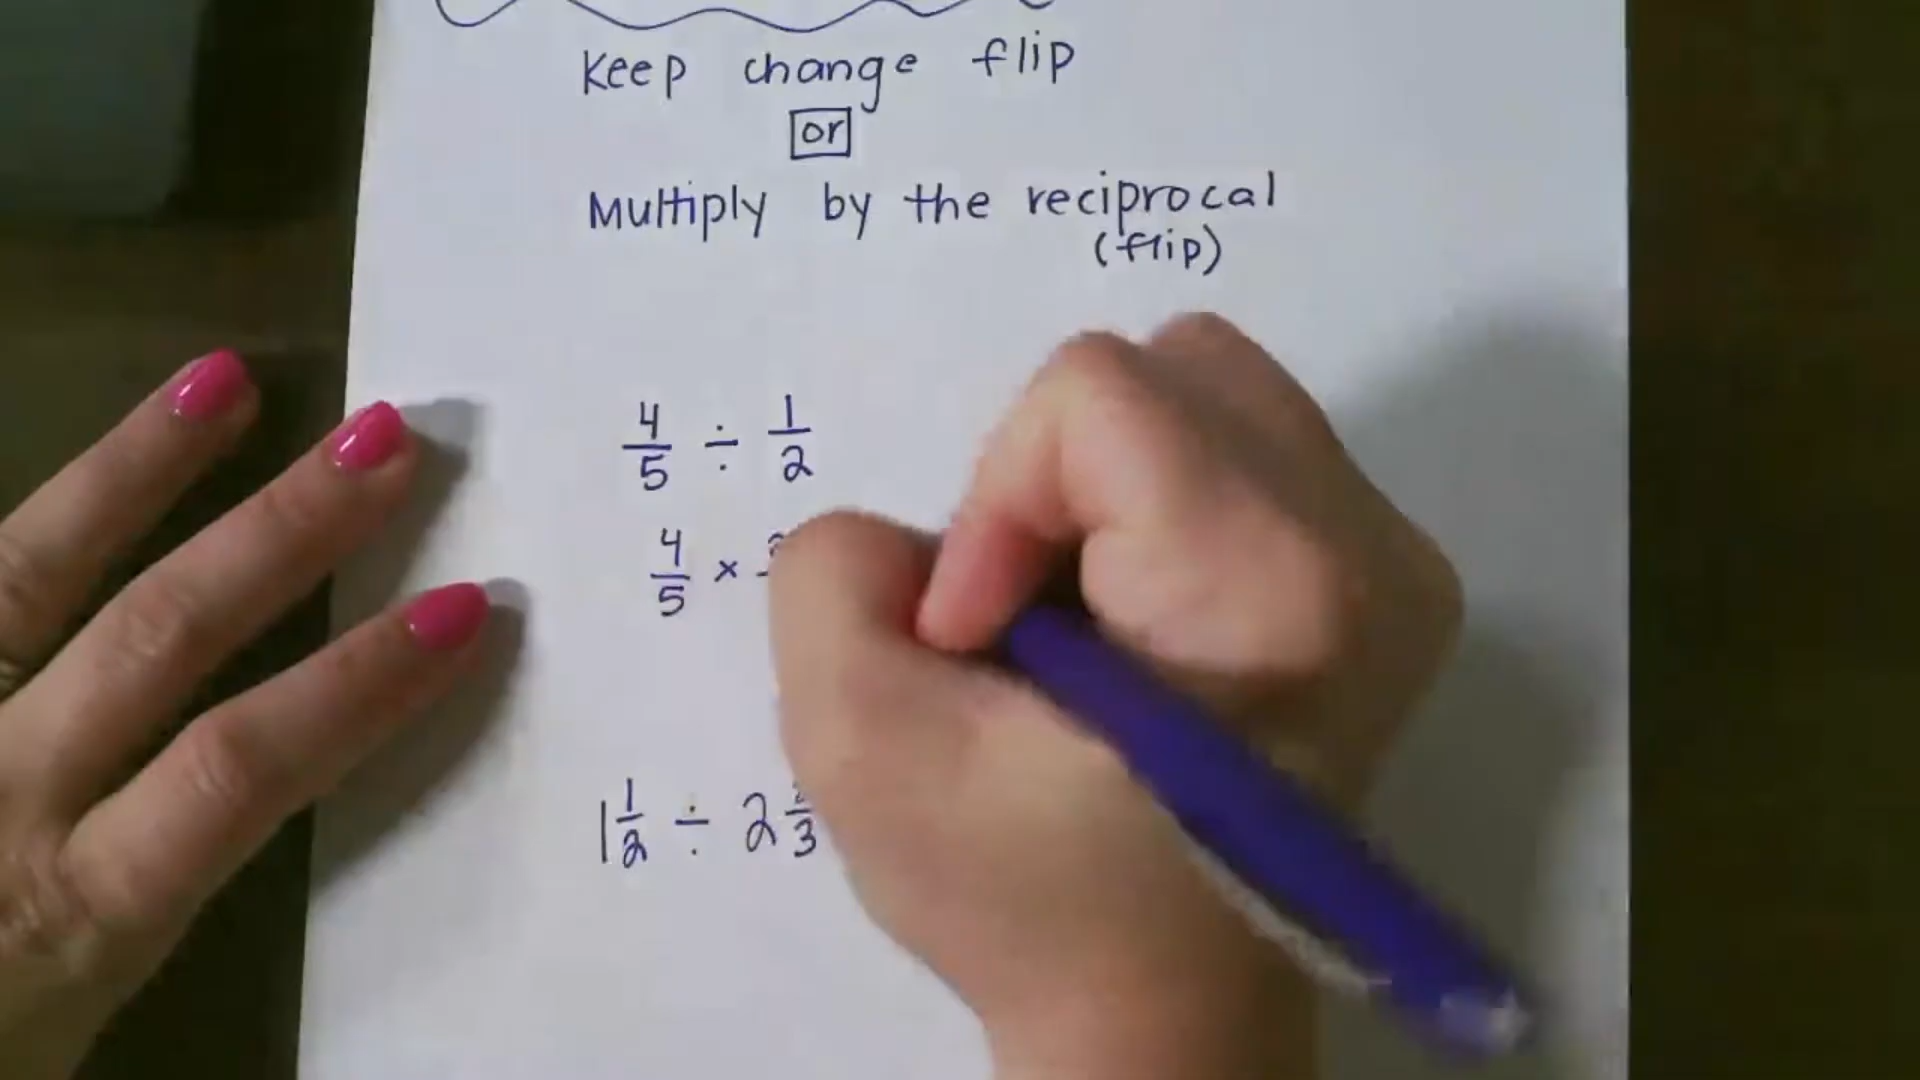 Keep change flip
or
Multiply by the reciprocal
(flip)
4/5 ÷ 1/2
4/5 ×
1 1/2 ÷ 2 /3